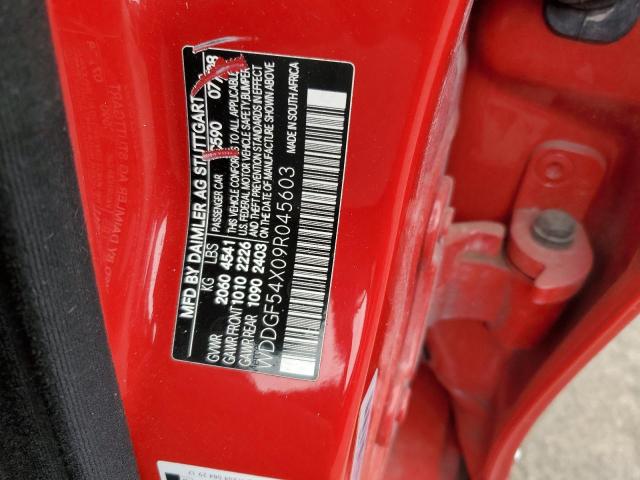 MFD BY DAIMLER AG STUTTGART
C590
KG LBS PASSENGER CAR
GVWR 2060 4541
GAWR FRONT 1010 2226
GAWR REAR 1090 2403
THIS VEHICLE CONFORMS TO ALL APPLICABLE
U.S. FEDERAL MOTOR VEHICLE SAFETY, BUMPER
AND THEFT PREVENTION STANDARDS IN EFFECT
ON THE DATE OF MANUFACTURE SHOWN ABOVE
WDDGF54X09R045603
MADE IN SOUTH AFRICA